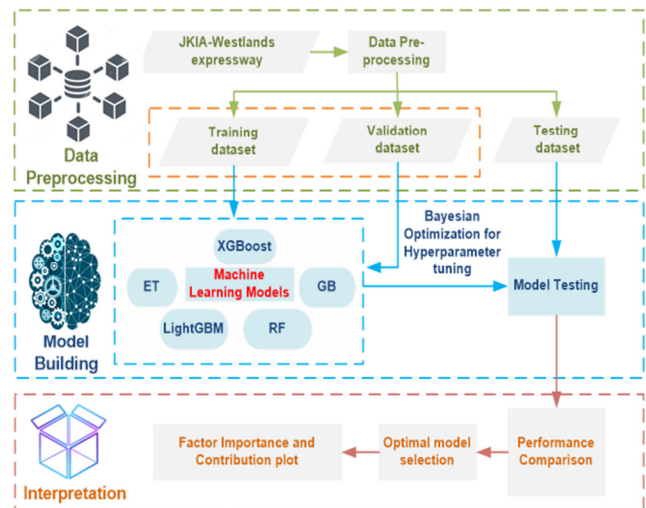 JKIA-Westlands
expressway
Data Pre-
processing
Training
dataset
Validation
dataset
Testing
dataset
Data
Preprocessing
Bayesian
Optimization for
Hyperparameter
tuning
XGBoost
ET
Machine
Learning Models
GB
LightGBM
RF
Model Testing
Model
Building
Factor Importance and
Contribution plot
Optimal model
selection
Performance
Comparison
Interpretation